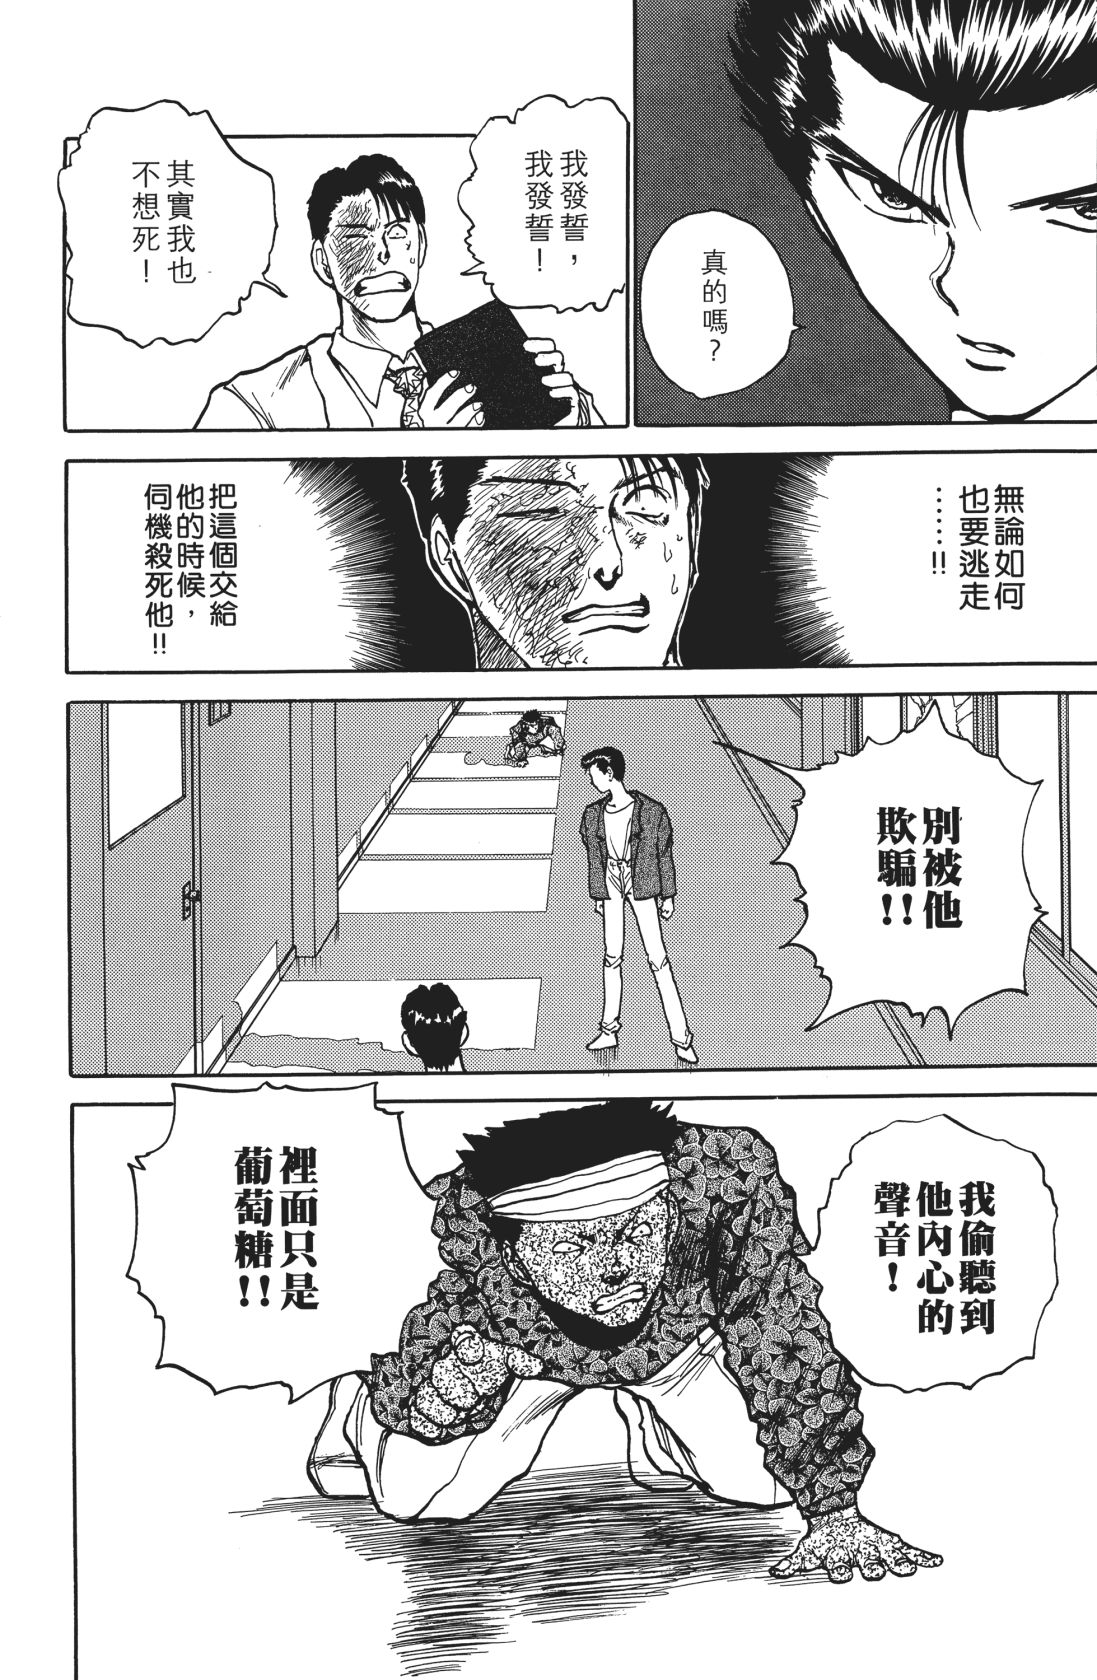 真的嗎？
我發誓，
我發誓！
其實我也
不想死！
無論如何
也要逃走
……!!
把這個交給
他的時候，
伺機殺死他!!
別被他
欺騙!!
我偷聽到
他內心的
聲音！
裡面只是
葡萄糖!!